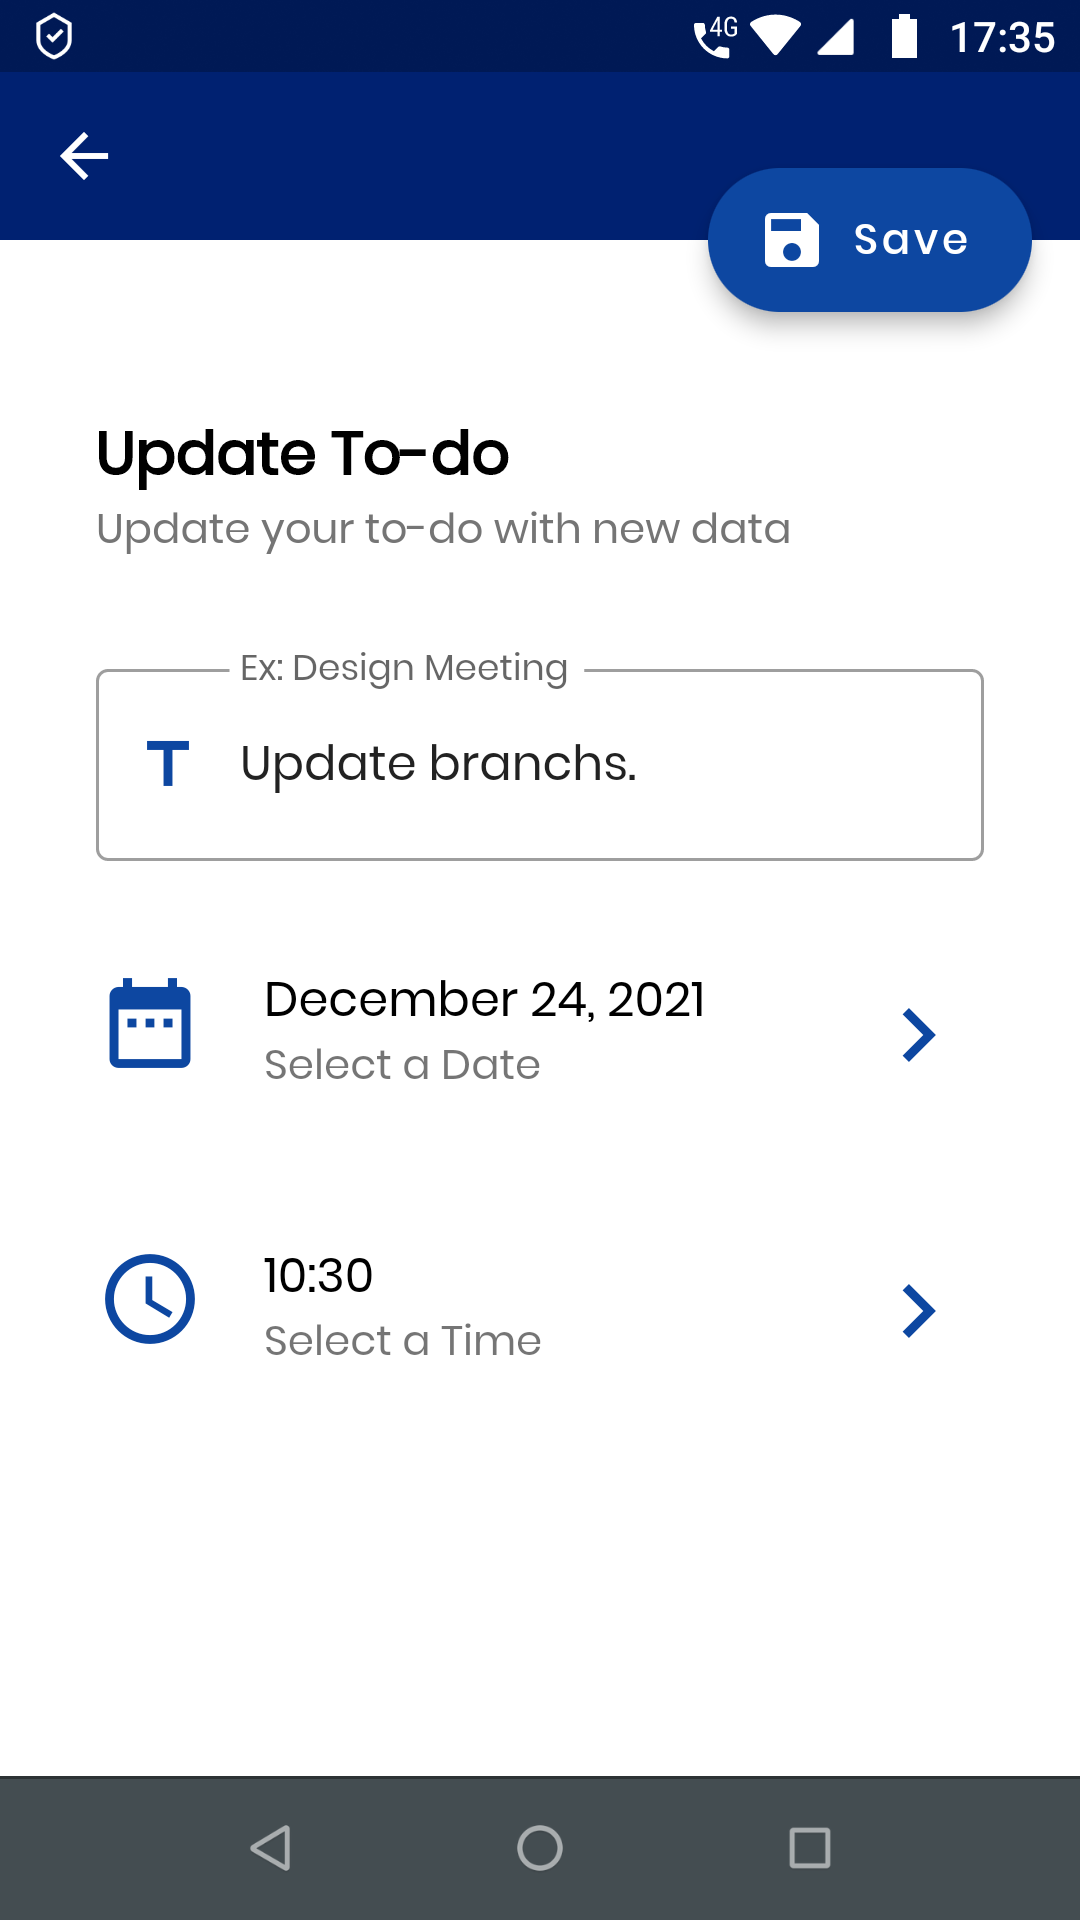 4G 17:35
Save
Update To-do
Update your to-do with new data
Ex: Design Meeting
Update branchs.
December 24, 2021
Select a Date
10:30
Select a Time